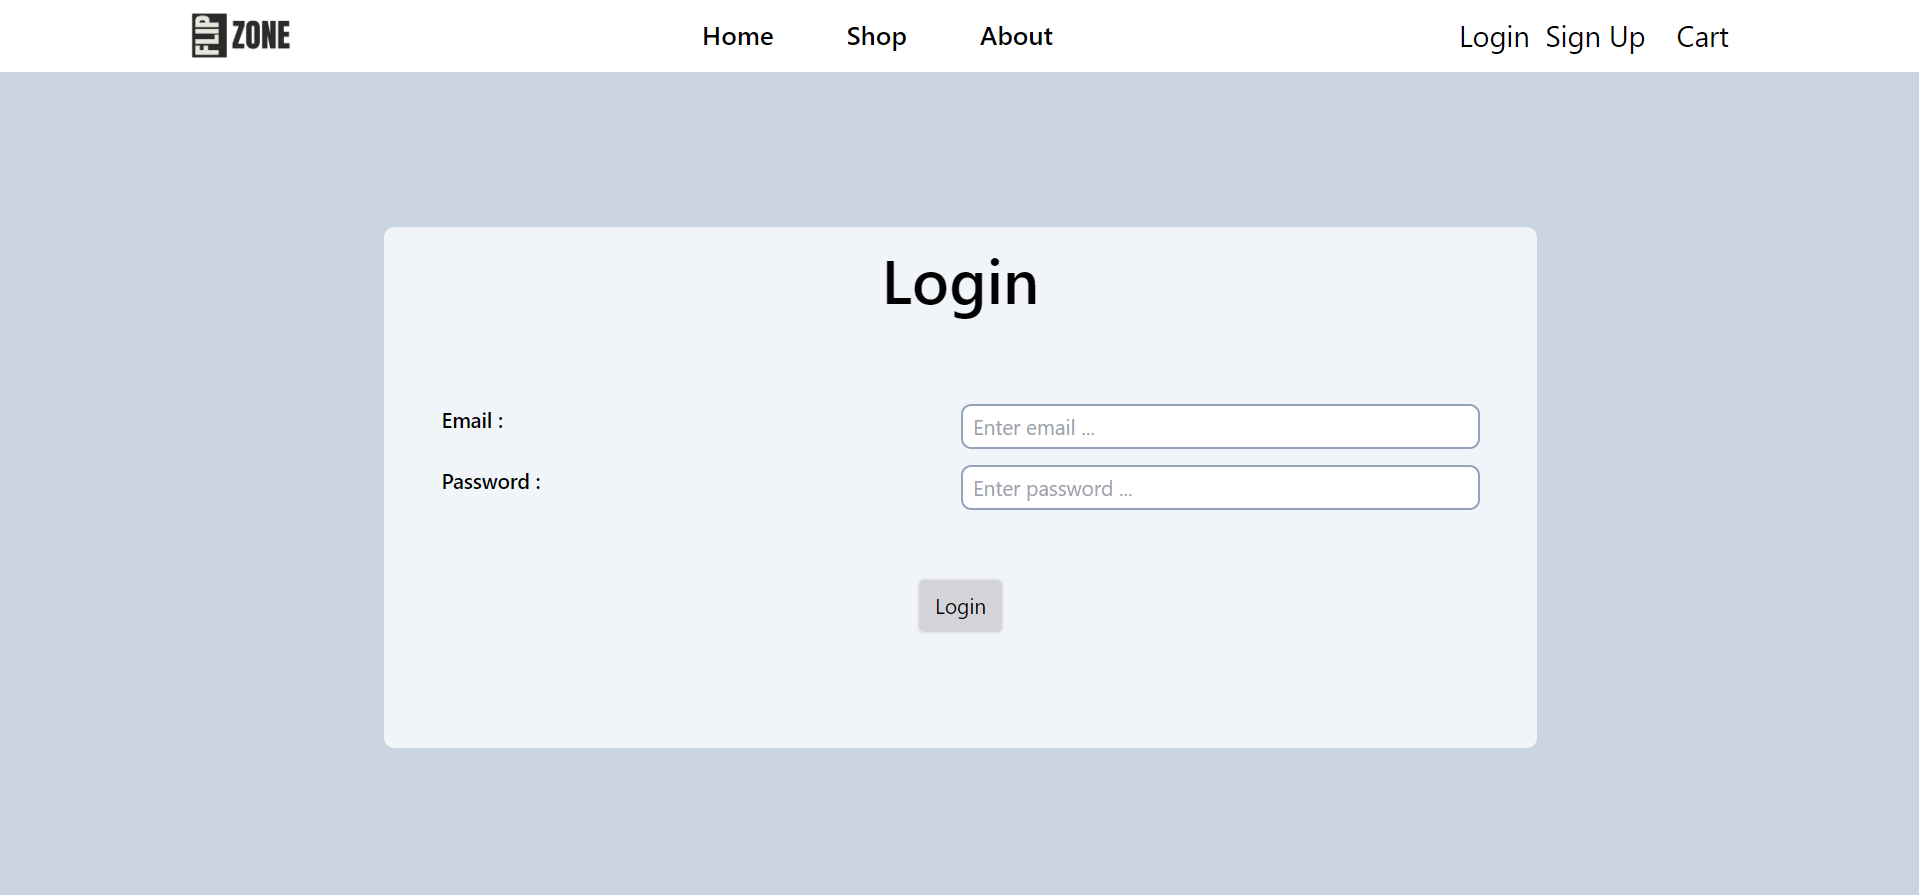 FLIP ZONE
Home Shop About
Login Sign Up Cart
Login
Email :
Enter email ...
Password :
Enter password ...
Login